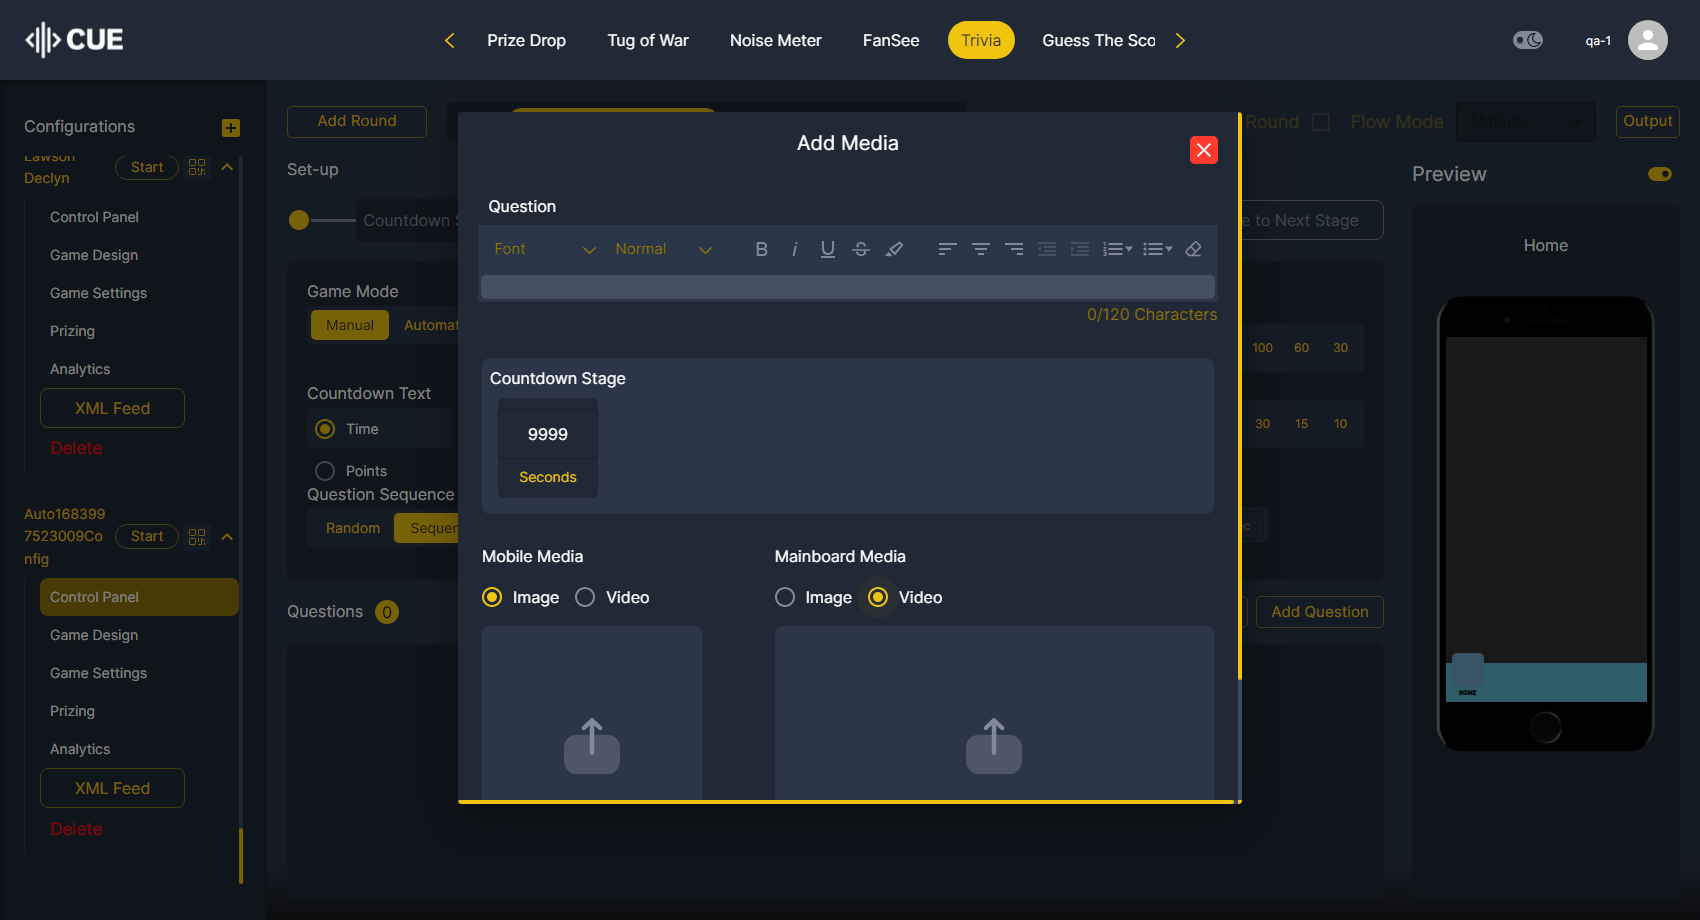 CUE
Prize Drop
Tug of War
Noise Meter
FanSee
Trivia
Guess The Sco
qa-1
Configurations
Lawson
Declyn
Start
Control Panel
Game Design
Game Settings
Prizing
Analytics
XML Feed
Delete
Auto168399
7523009Co
nfig
Start
Control Panel
Game Design
Game Settings
Prizing
Analytics
XML Feed
Delete
Add Round
Round
Flow Mode
Manual
Output
Set-up
Countdown S
e to Next Stage
Game Mode
Manual
Automat
100
60
30
Countdown Text
Time
Points
30
15
10
Question Sequence
Random
Sequen
c
Questions
0
Add Question
Add Media
Question
Font
Normal
0/120 Characters
Countdown Stage
9999
Seconds
Mobile Media
Image
Video
Mainboard Media
Image
Video
Preview
Home
HOME